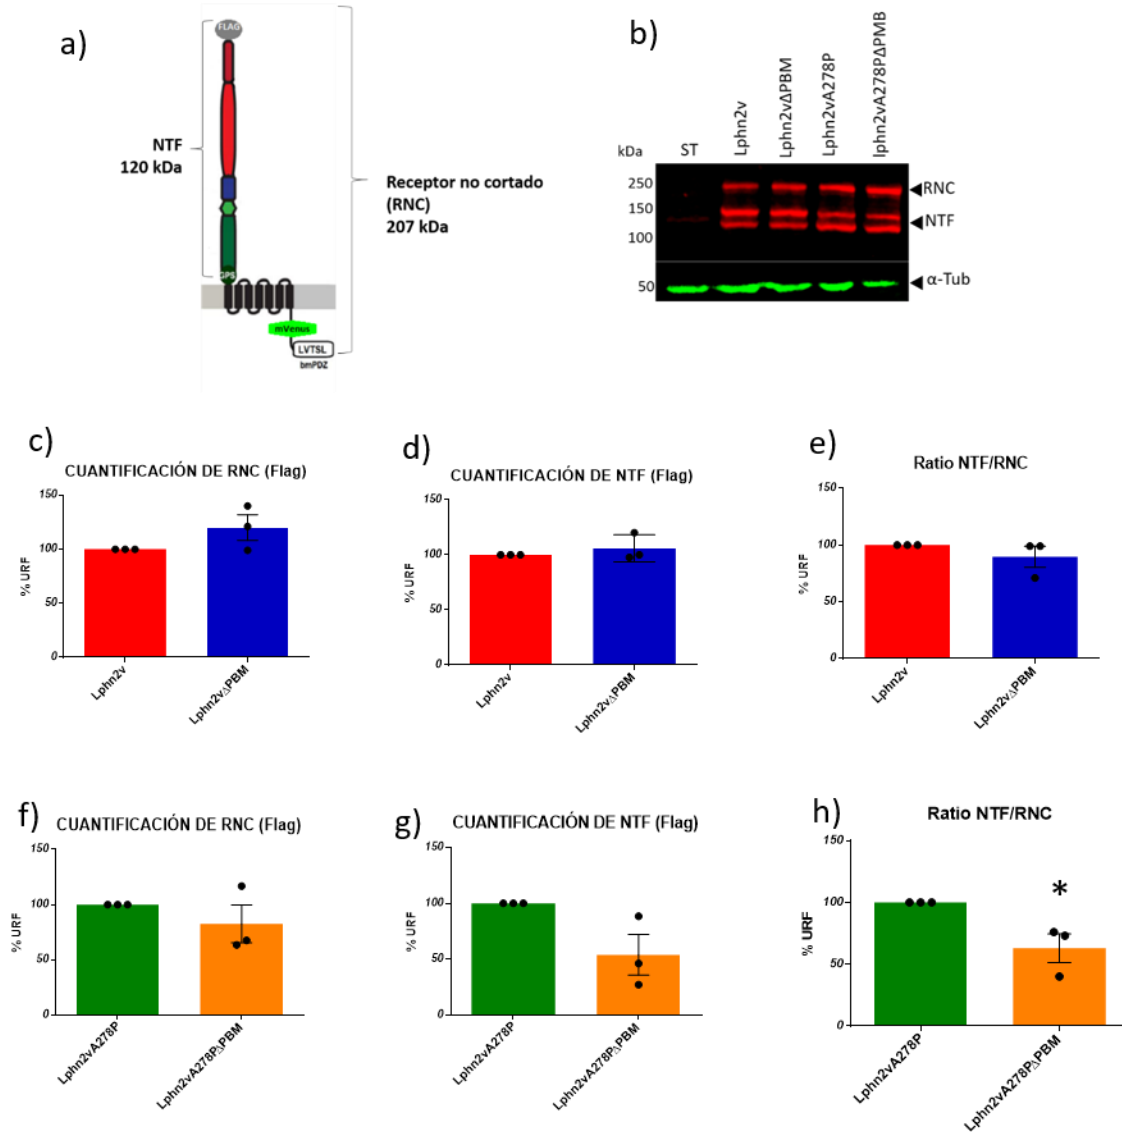 a)
FLAG
NTF
120 kDa
GPS
mVenus
LVTSL
bmPDZ
Receptor no cortado
(RNC)
207 kDa
b)
kDa
ST
Lphn2v
Lphn2vΔPBM
Lphn2vA278P
lphn2vA278PΔPMB
250
150
100
50
RNC
NTF
α-Tub
c)
CUANTIFICACIÓN DE RNC (Flag)
% URF
150
100
50
0
Lphn2v
Lphn2vΔPBM
d)
CUANTIFICACIÓN DE NTF (Flag)
% URF
150
100
50
0
Lphn2v
Lphn2vΔPBM
e)
Ratio NTF/RNC
% URF
150
100
50
0
Lphn2v
Lphn2vΔPBM
f)
CUANTIFICACIÓN DE RNC (Flag)
% URF
150
100
50
0
Lphn2vA278P
Lphn2vA278PΔPBM
g)
CUANTIFICACIÓN DE NTF (Flag)
% URF
150
100
50
0
Lphn2vA278P
Lphn2vA278PΔPBM
h)
Ratio NTF/RNC
% URF
150
100
50
0
*
Lphn2vA278P
Lphn2vA278PΔPBM